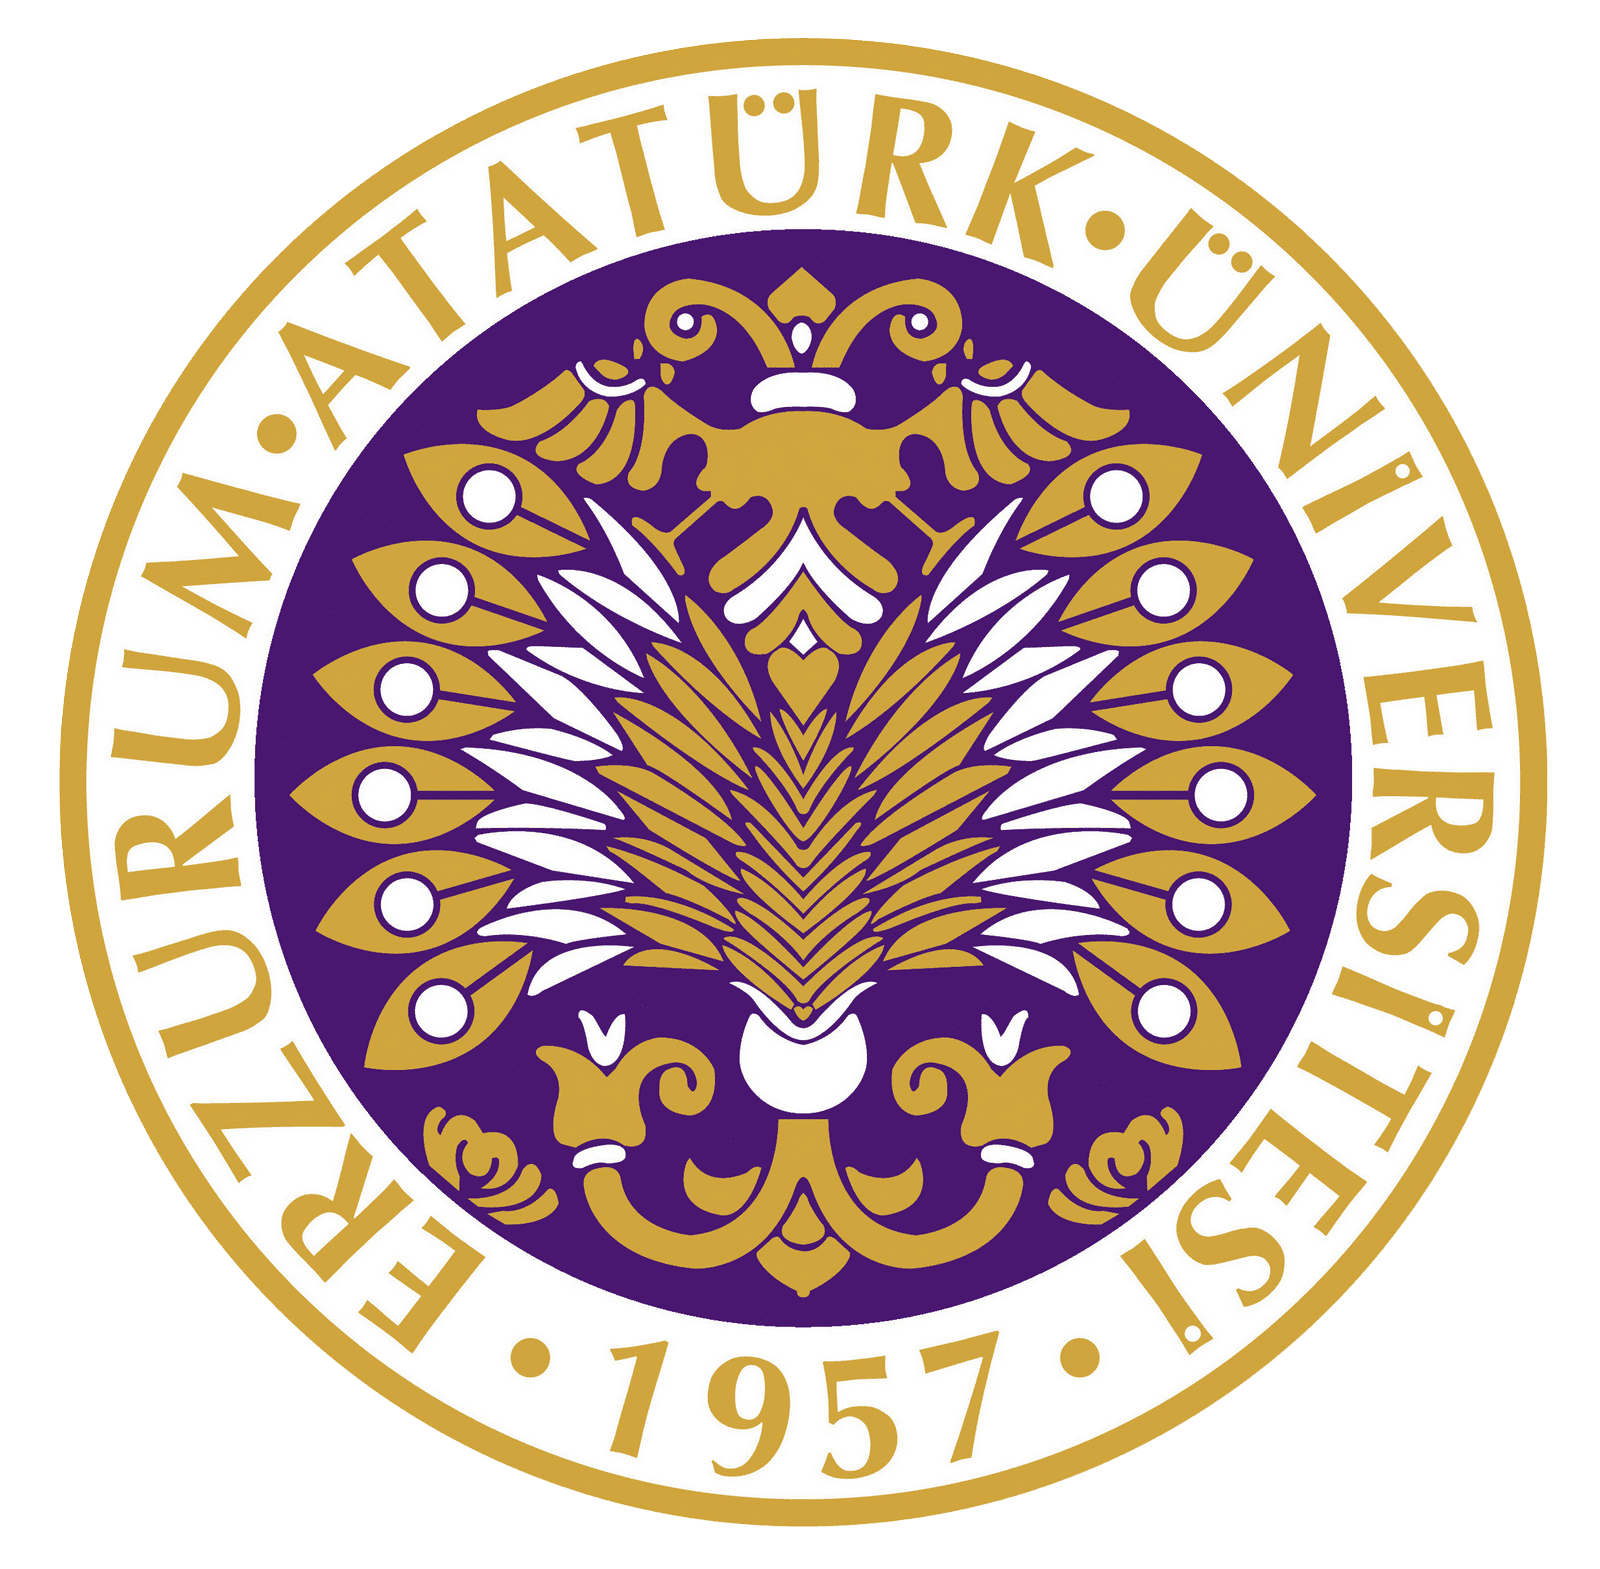 ERZURUM • ATATÜRK • ÜNİVERSİTESİ
• 1957 •